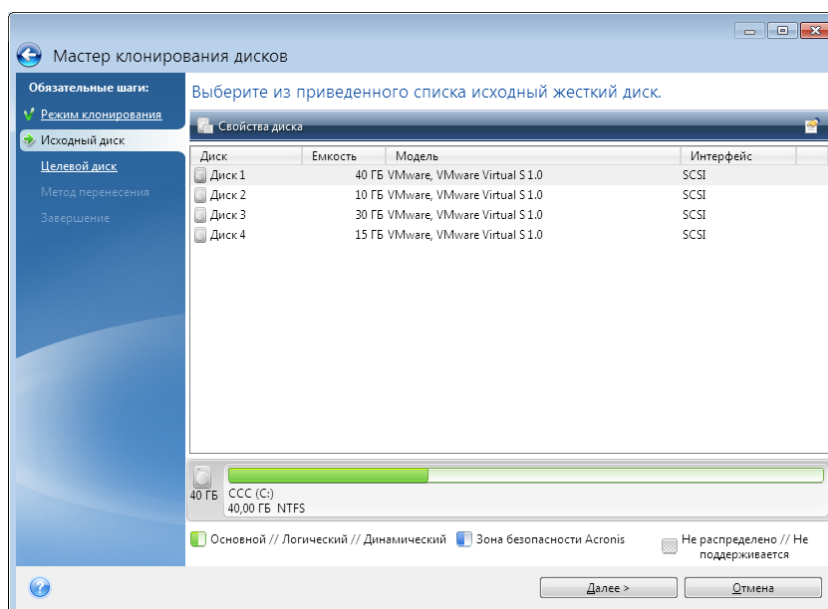 Мастер клонирования дисков
Обязательные шаги:
Режим клонирования
Исходный диск
Целевой диск
Метод перенесения
Завершение
Выберите из приведенного списка исходный жесткий диск.
Свойства диска
Диск Емкость Модель Интерфейс
Диск 1 40 ГБ VMware, VMware Virtual S 1.0 SCSI
Диск 2 10 ГБ VMware, VMware Virtual S 1.0 SCSI
Диск 3 30 ГБ VMware, VMware Virtual S 1.0 SCSI
Диск 4 15 ГБ VMware, VMware Virtual S 1.0 SCSI
40 ГБ
CCC (C:)
40,00 ГБ NTFS
Основной // Логический // Динамический
Зона безопасности Acronis
Не распределено // Не
поддерживается
Далее >
Отмена